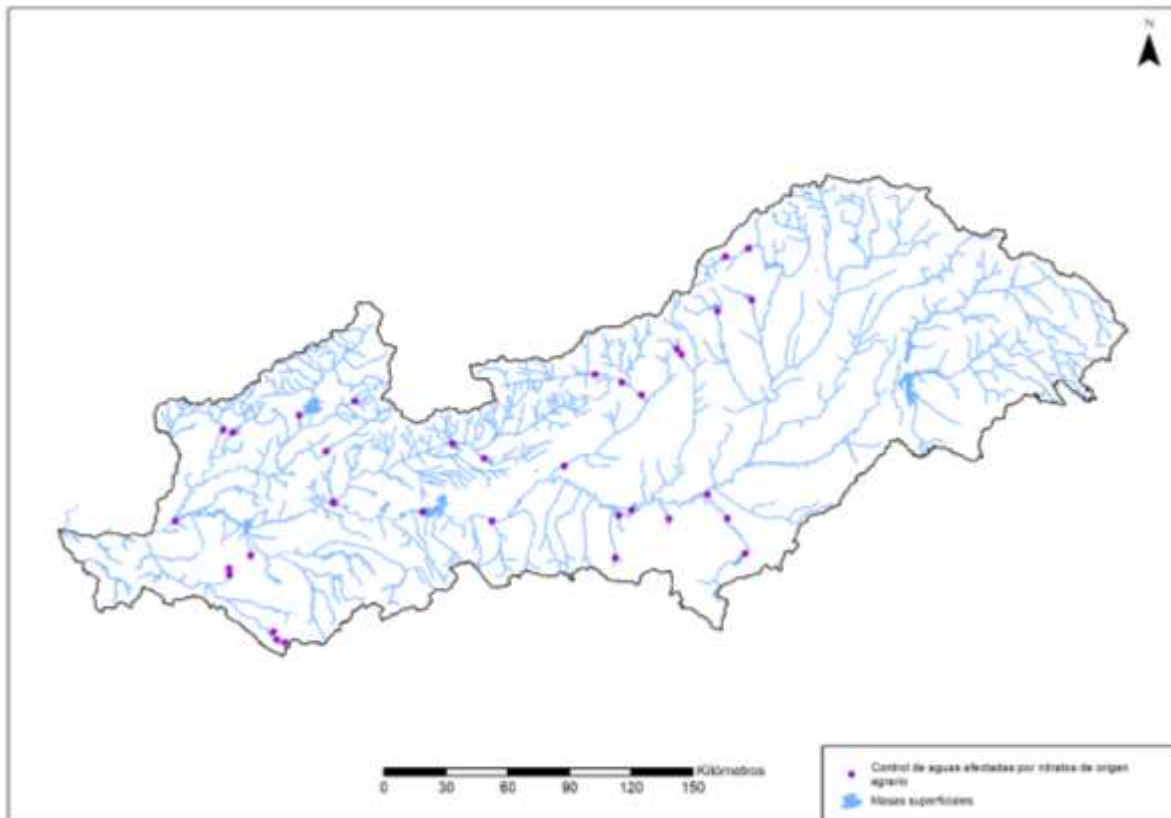 N
Kilómetros
0 30 60 90 120 150
Control de aguas afectadas por nitratos de origen
agrario
Masas superficiales